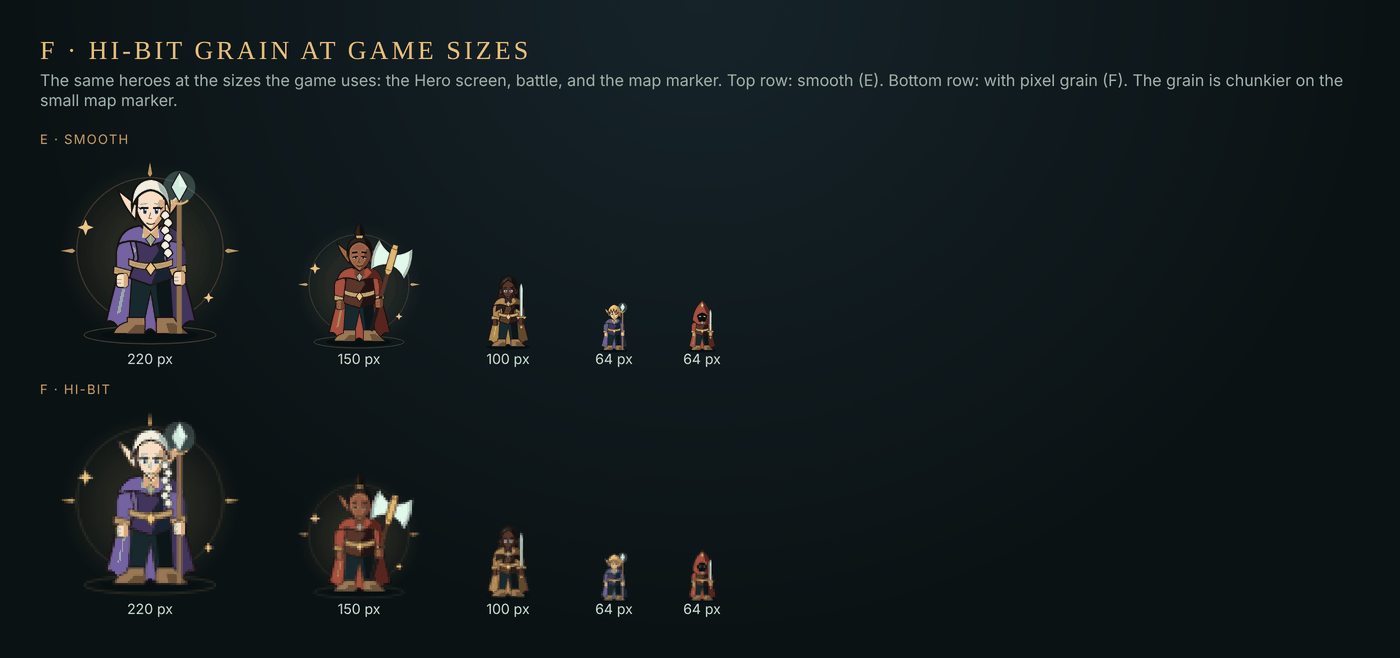 F · HI-BIT GRAIN AT GAME SIZES
The same heroes at the sizes the game uses: the Hero screen, battle, and the map marker. Top row: smooth (E). Bottom row: with pixel grain (F). The grain is chunkier on the
small map marker.
E · SMOOTH
220 px 150 px 100 px 64 px 64 px
F · HI-BIT
220 px 150 px 100 px 64 px 64 px